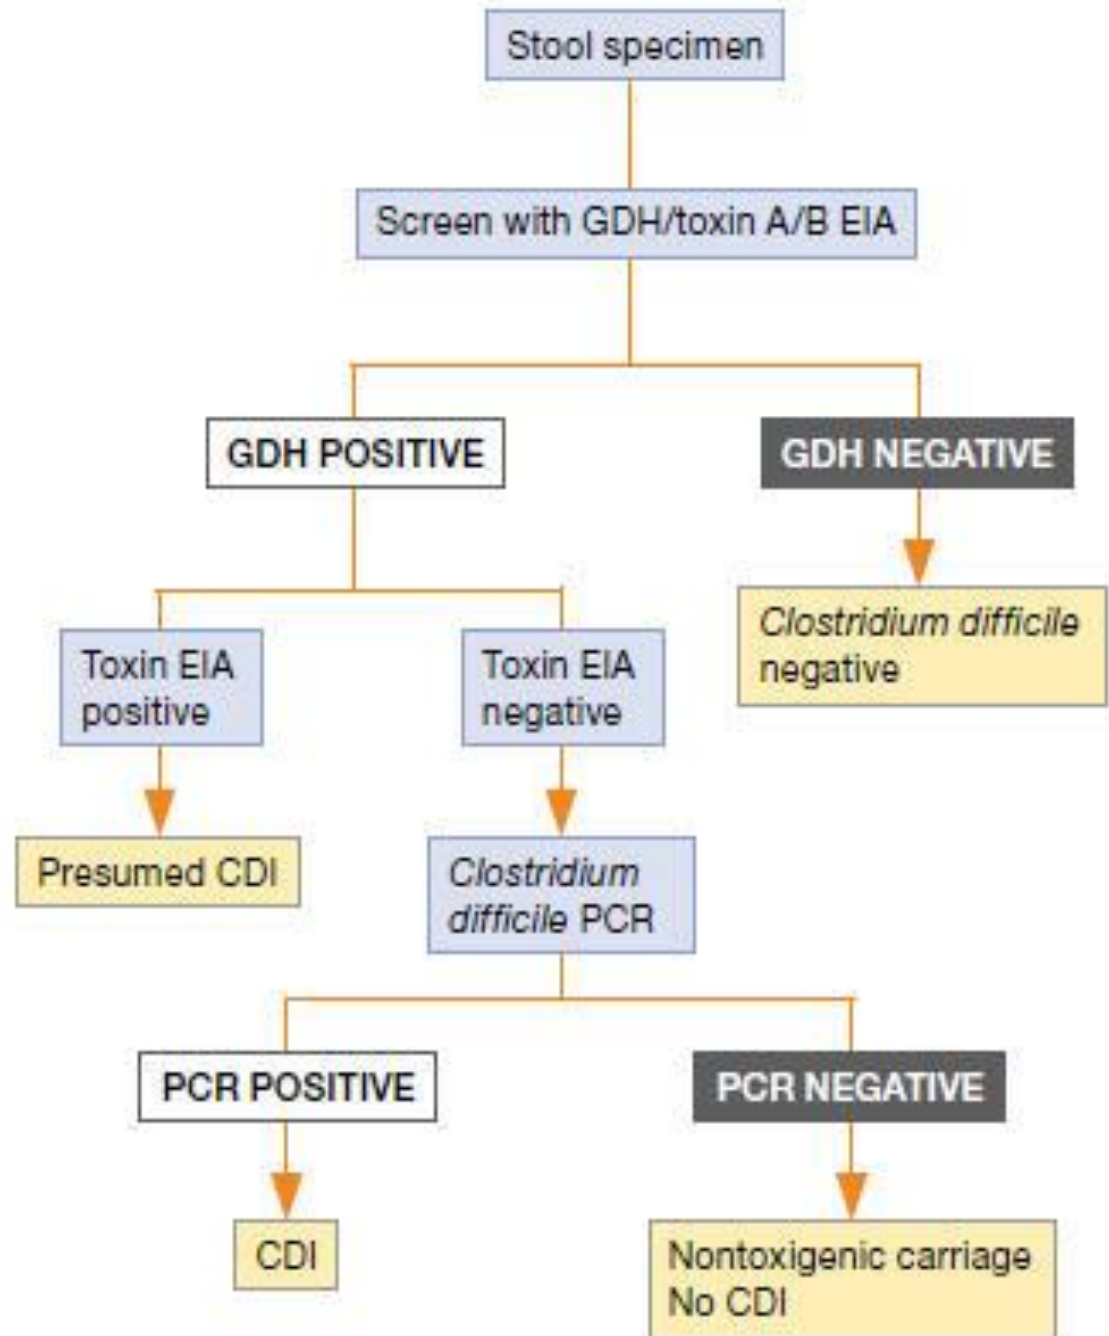 Stool specimen
Screen with GDH/toxin A/B EIA
GDH POSITIVE
GDH NEGATIVE
Clostridium difficile
negative
Toxin EIA
positive
Toxin EIA
negative
Presumed CDI
Clostridium
difficile PCR
PCR POSITIVE
PCR NEGATIVE
CDI
Nontoxigenic carriage
No CDI